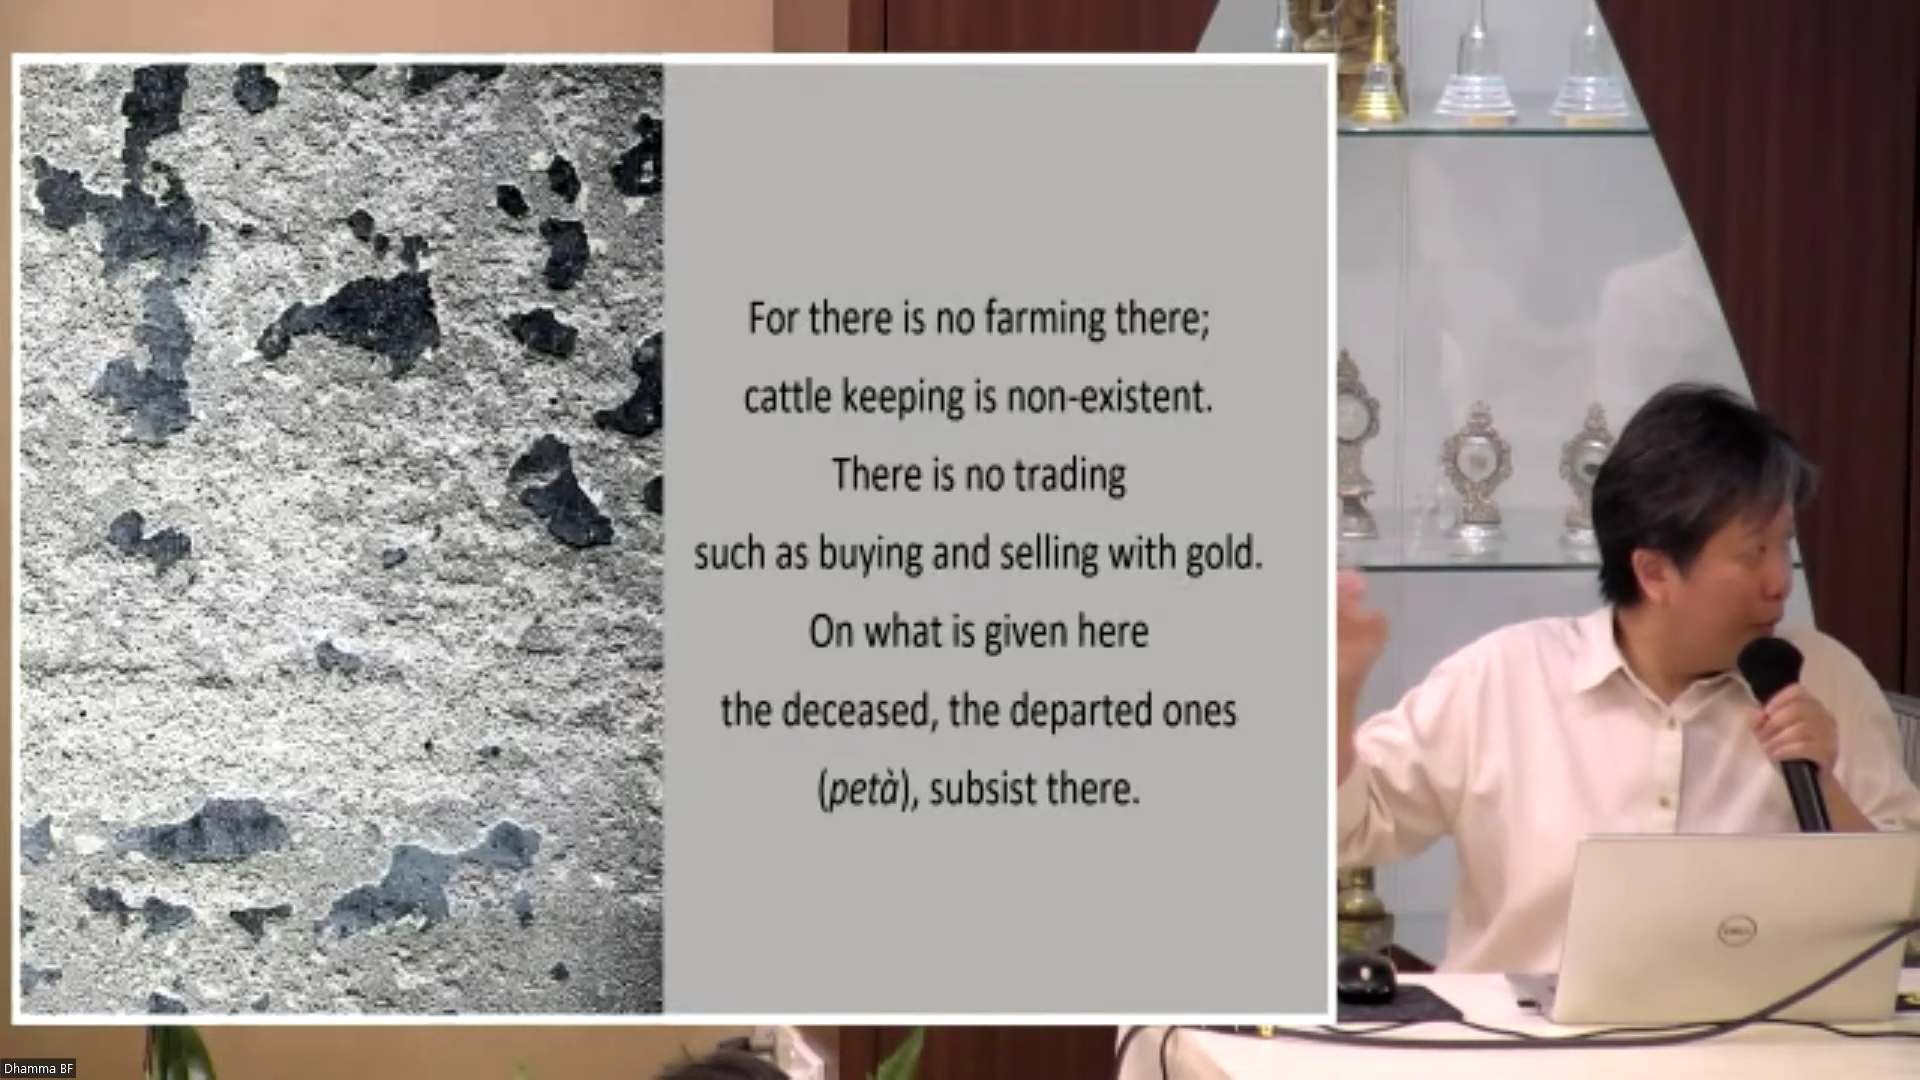 For there is no farming there;
cattle keeping is non-existent.
There is no trading
such as buying and selling with gold.
On what is given here
the deceased, the departed ones
(petà), subsist there.
DELL
Dhamma BF